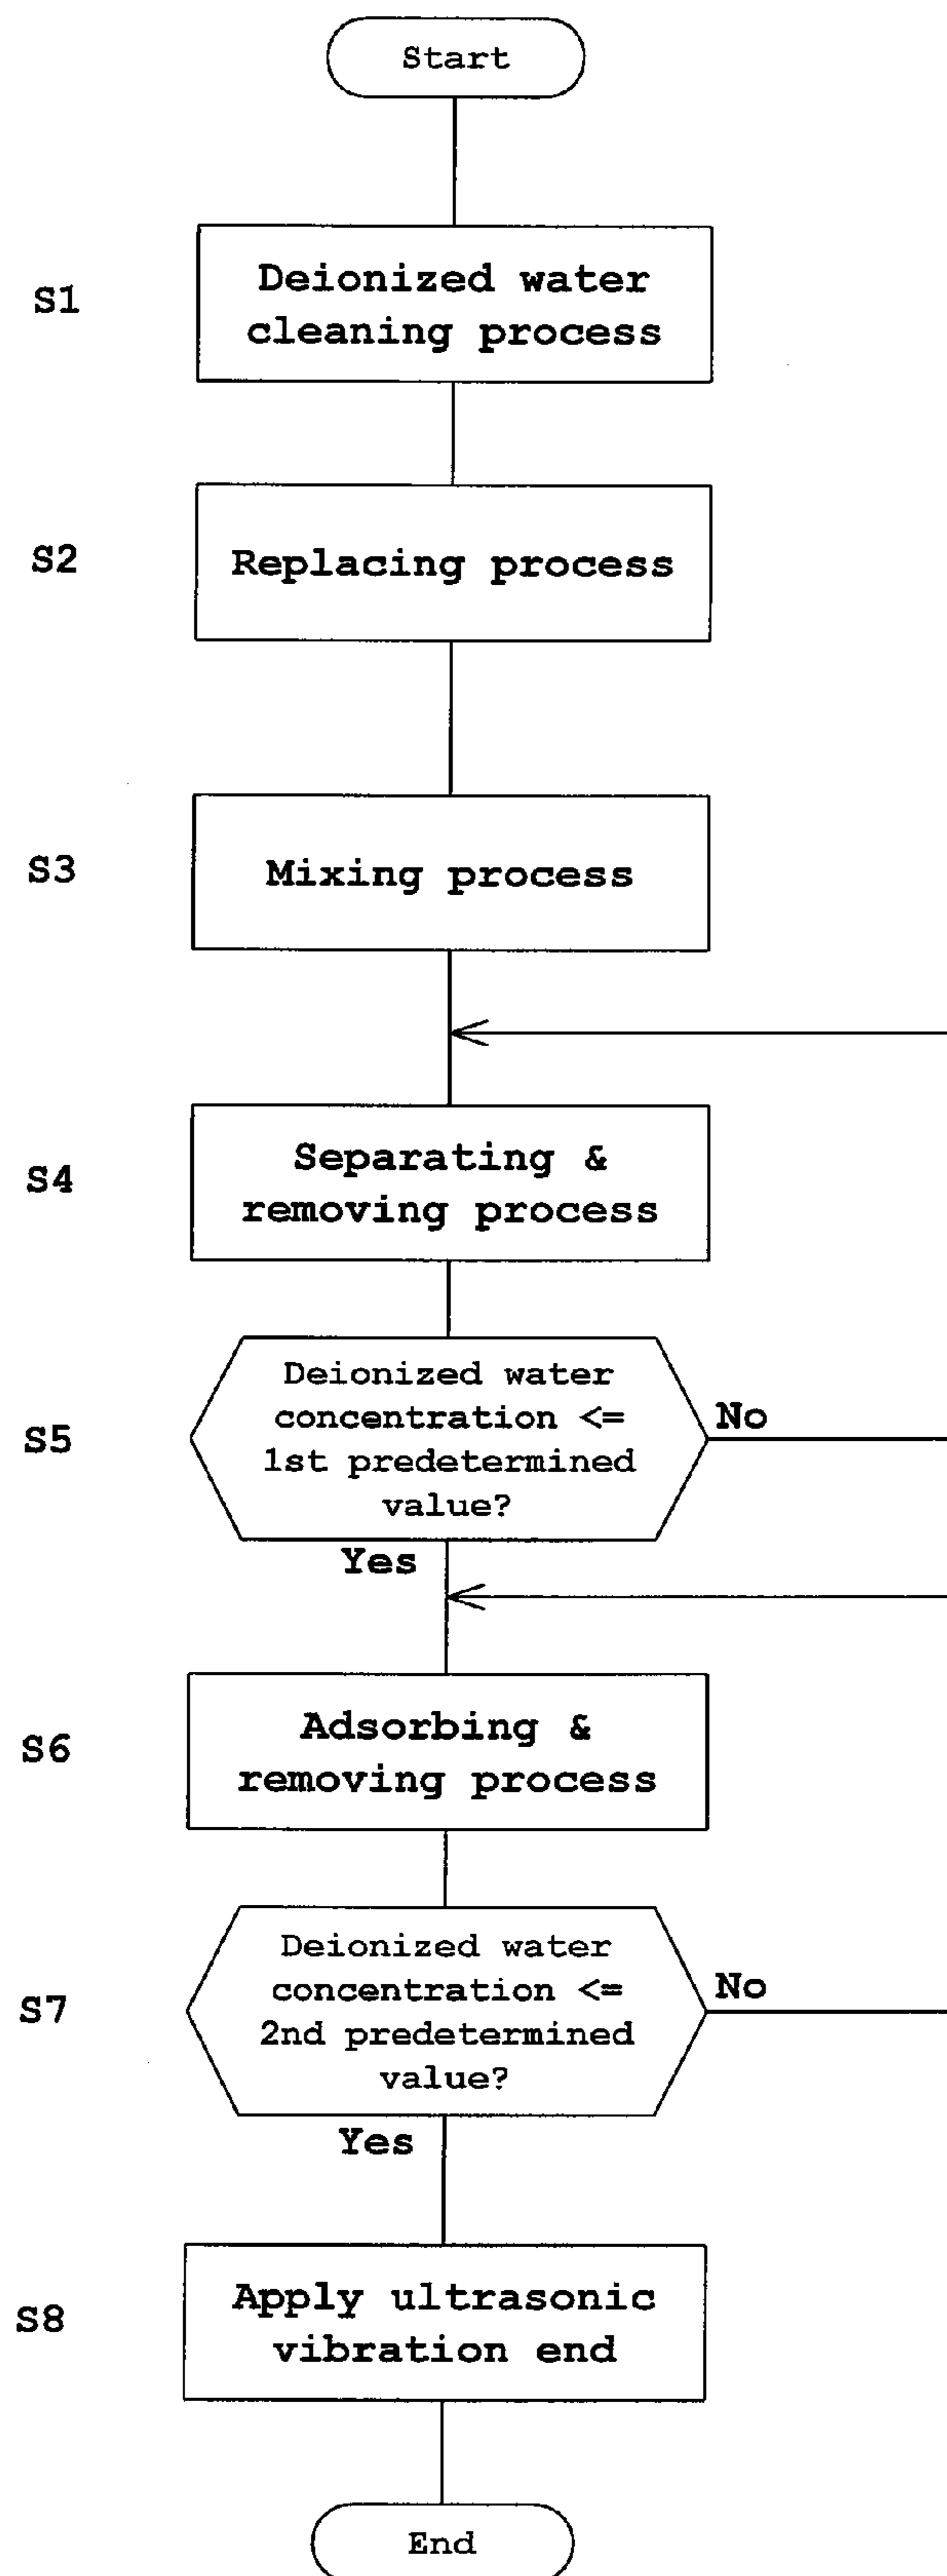 Start
S1
Deionized water
cleaning process
S2
Replacing process
S3
Mixing process
S4
Separating &
removing process
S5
Deionized water
concentration <=
1st predetermined
value?
No
Yes
S6
Adsorbing &
removing process
S7
Deionized water
concentration <=
2nd predetermined
value?
No
Yes
S8
Apply ultrasonic
vibration end
End